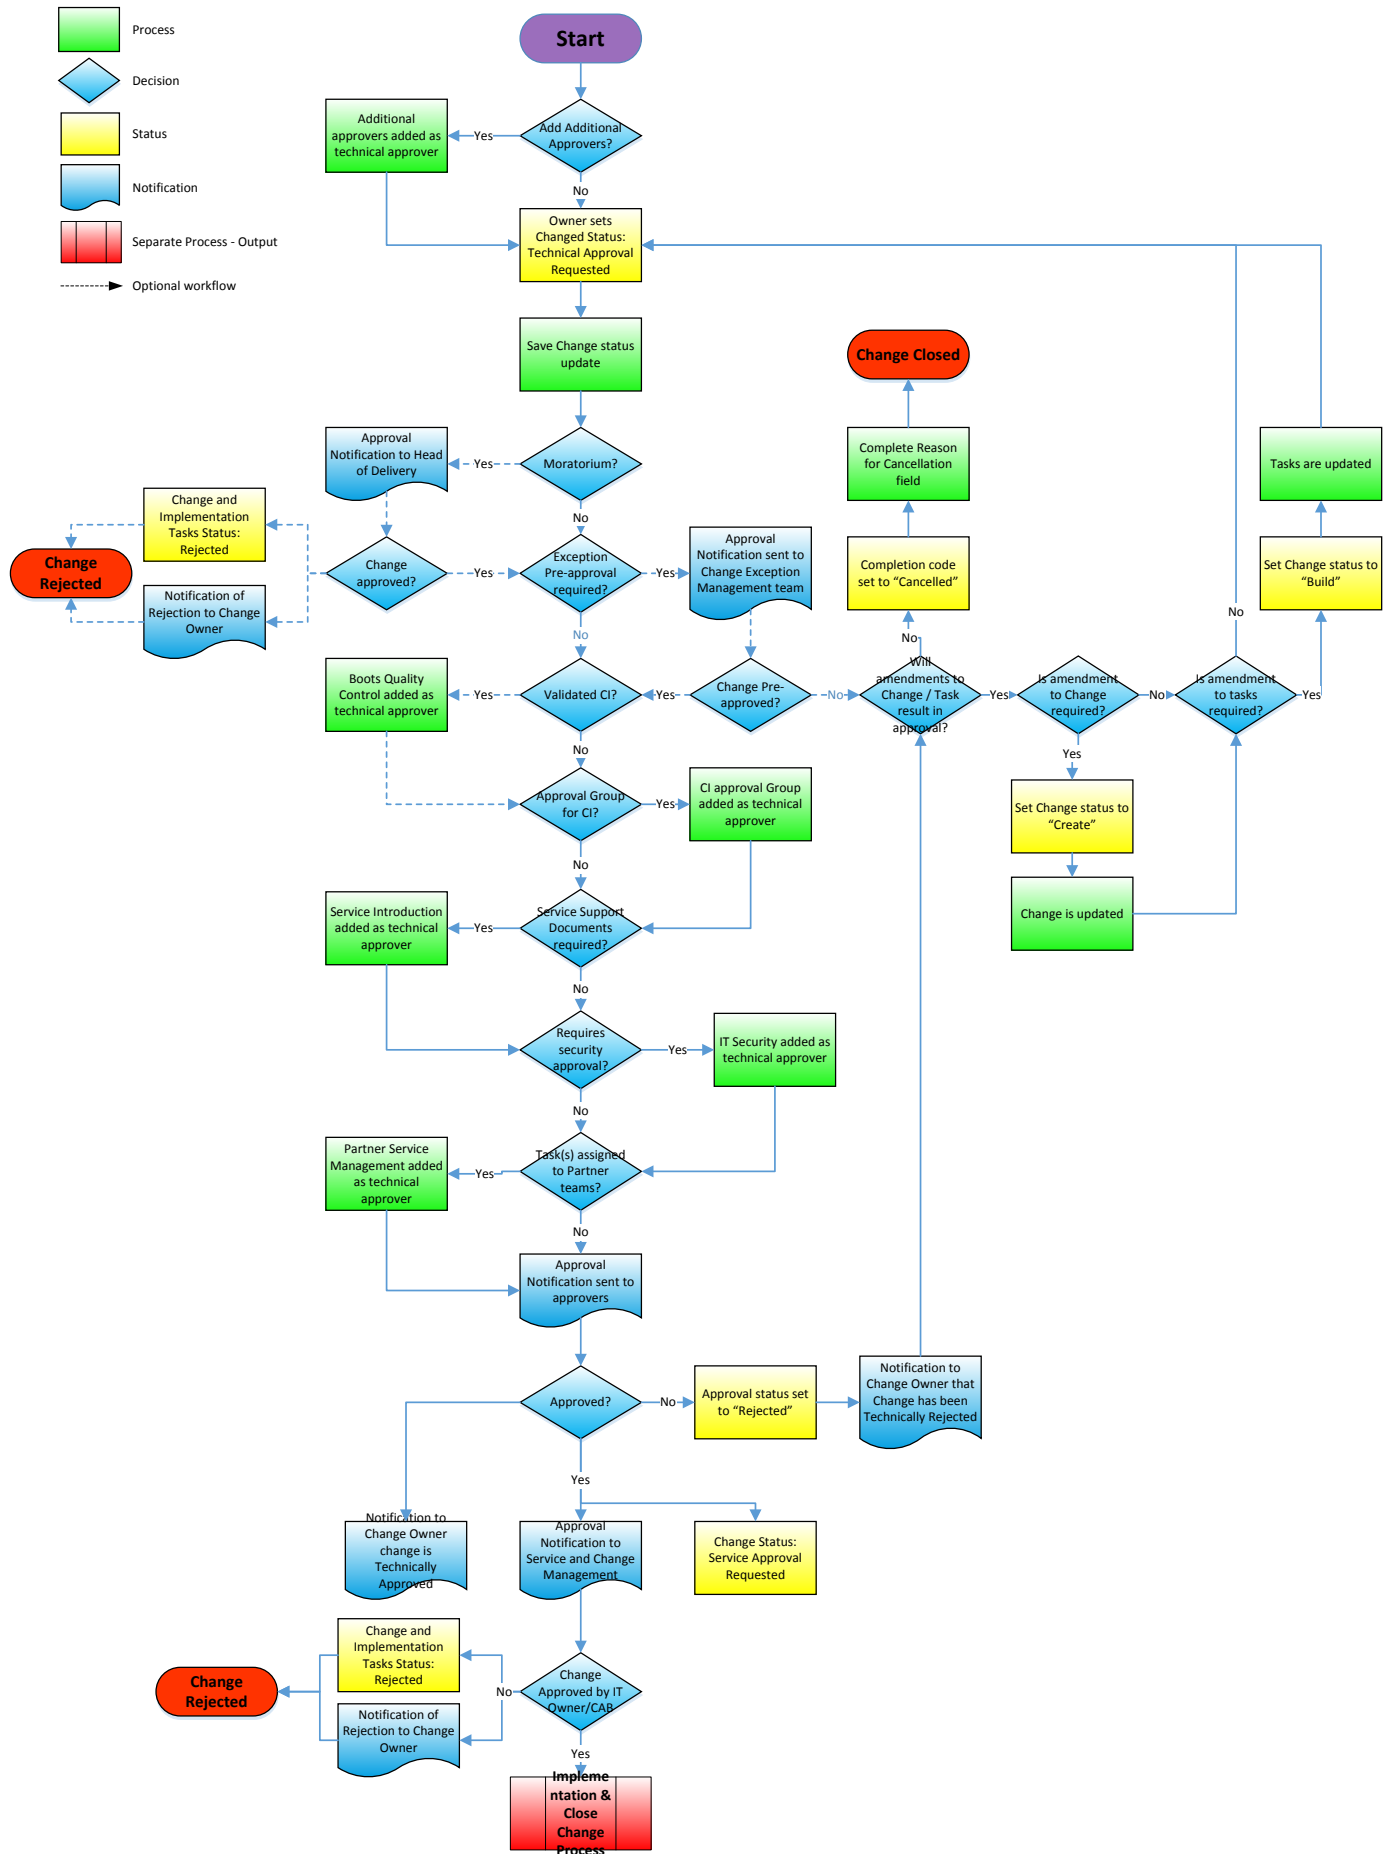 Process
Decision
Status
Notification
Separate Process - Output
Optional workflow
Start
Add Additional
Approvers?
Yes
No
Additional
approvers added as
technical approver
Owner sets
Changed Status:
Technical Approval
Requested
Save Change status
update
Moratorium?
Yes
No
Approval
Notification to Head
of Delivery
Change
approved?
Yes
Change and
Implementation
Tasks Status:
Rejected
Notification of
Rejection to Change
Owner
Change
Rejected
Exception
Pre-approval
required?
Yes
No
Approval
Notification sent to
Change Exception
Management team
Change Pre-
approved?
Yes
No
Validated CI?
Yes
No
Boots Quality
Control added as
technical approver
Will
amendments to
Change / Task
result in
approval?
No
Yes
Completion code
set to “Cancelled”
Complete Reason
for Cancellation
field
Change Closed
Is amendment
to Change
required?
No
Yes
Set Change status to
“Create”
Change is updated
Is amendment
to tasks
required?
No
Yes
Set Change status to
“Build”
Tasks are updated
Approval Group
for CI?
Yes
No
CI approval Group
added as technical
approver
Service Support
Documents
required?
Yes
No
Service Introduction
added as technical
approver
Requires
security
approval?
Yes
No
IT Security added as
technical approver
Task(s) assigned
to Partner
teams?
Yes
No
Partner Service
Management added
as technical
approver
Approval
Notification sent to
approvers
Approved?
No
Yes
Approval status set
to “Rejected”
Notification to
Change Owner that
Change has been
Technically Rejected
Notification to
Change Owner
change is
Technically
Approved
Approval
Notification to
Service and Change
Management
Change Status:
Service Approval
Requested
Change
Approved by IT
Owner/CAB
No
Yes
Change and
Implementation
Tasks Status:
Rejected
Notification of
Rejection to Change
Owner
Change
Rejected
Impleme
ntation &
Close
Change
Process